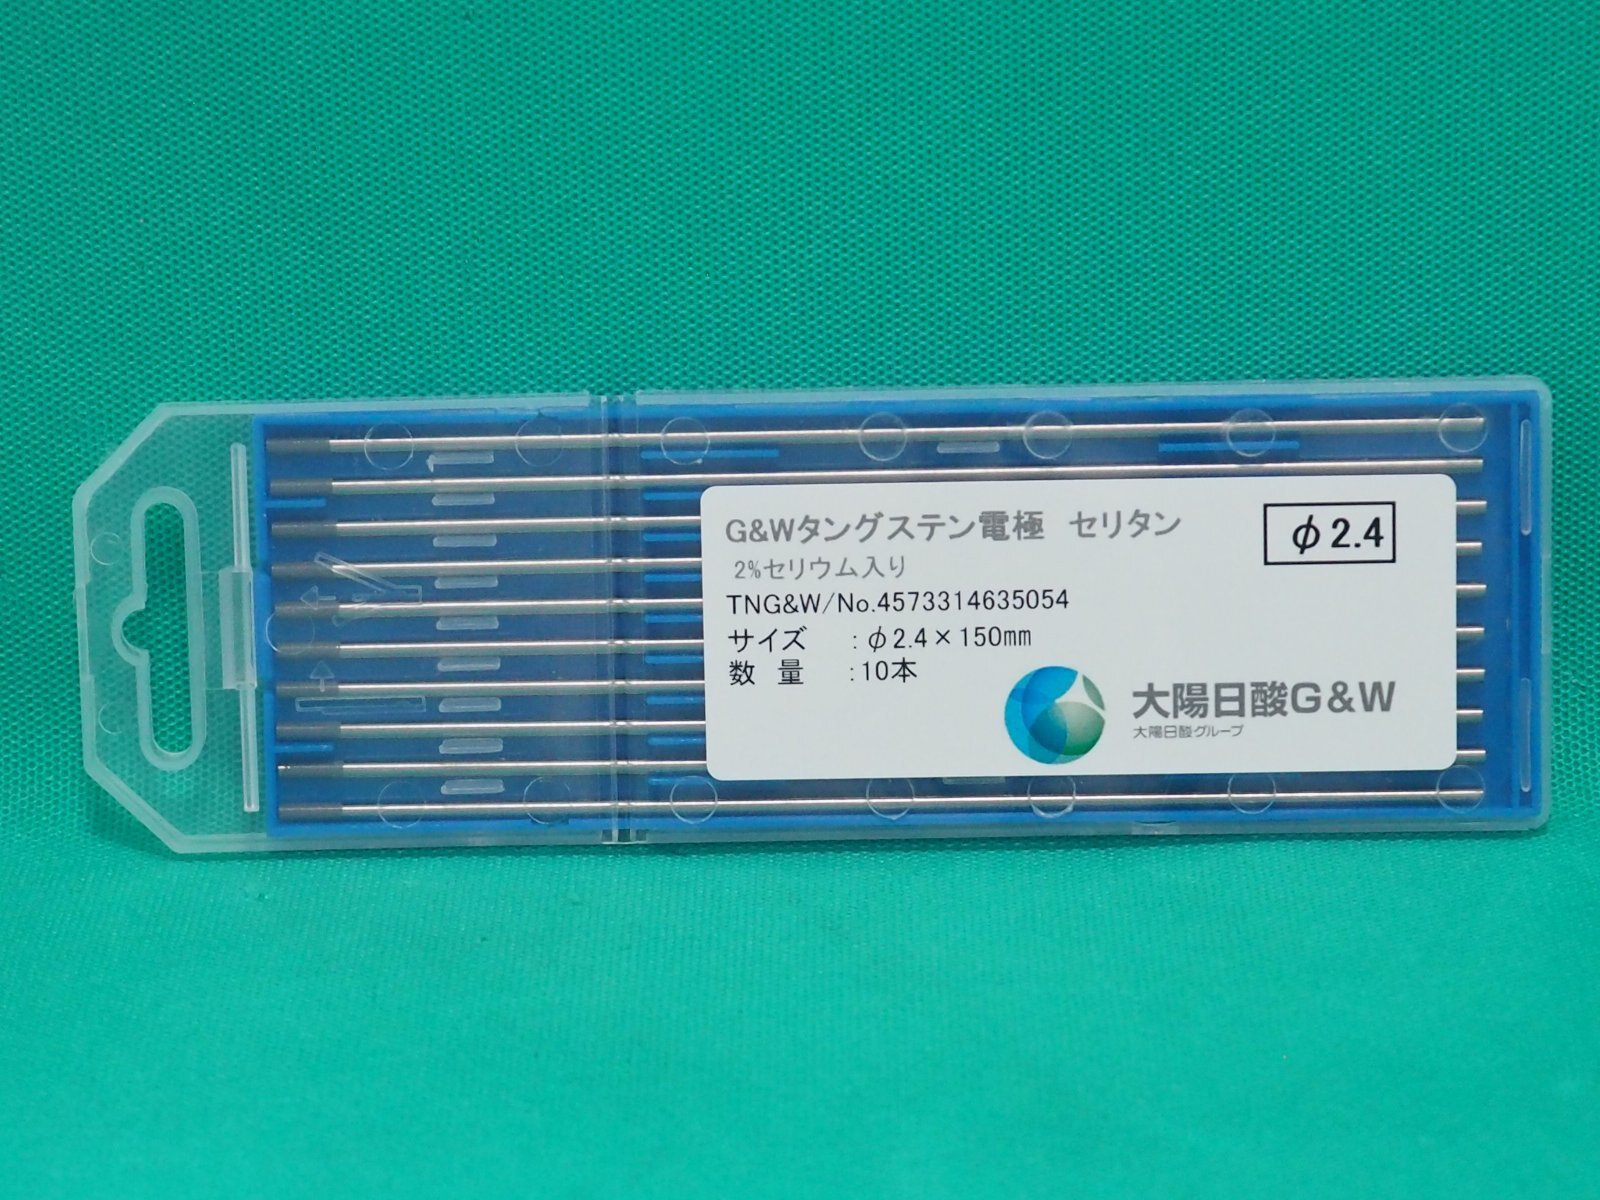 G&Wタングステン電極 セリタン
φ2.4
2%セリウム入り
TNG&W/No.4573314635054
サイズ :φ2.4×150mm
数 量 :10本
大陽日酸G&W
大陽日酸グループ